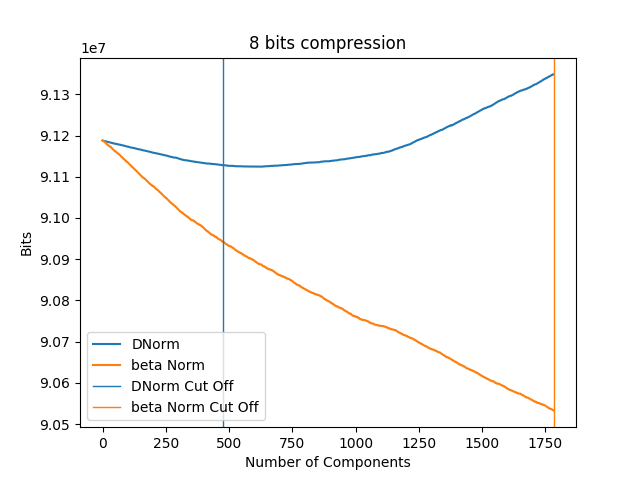 8 bits compression
1e7
9.13
9.12
9.11
9.10
9.09
9.08
9.07
9.06
9.05
Bits
DNorm
beta Norm
DNorm Cut Off
beta Norm Cut Off
0 250 500 750 1000 1250 1500 1750
Number of Components